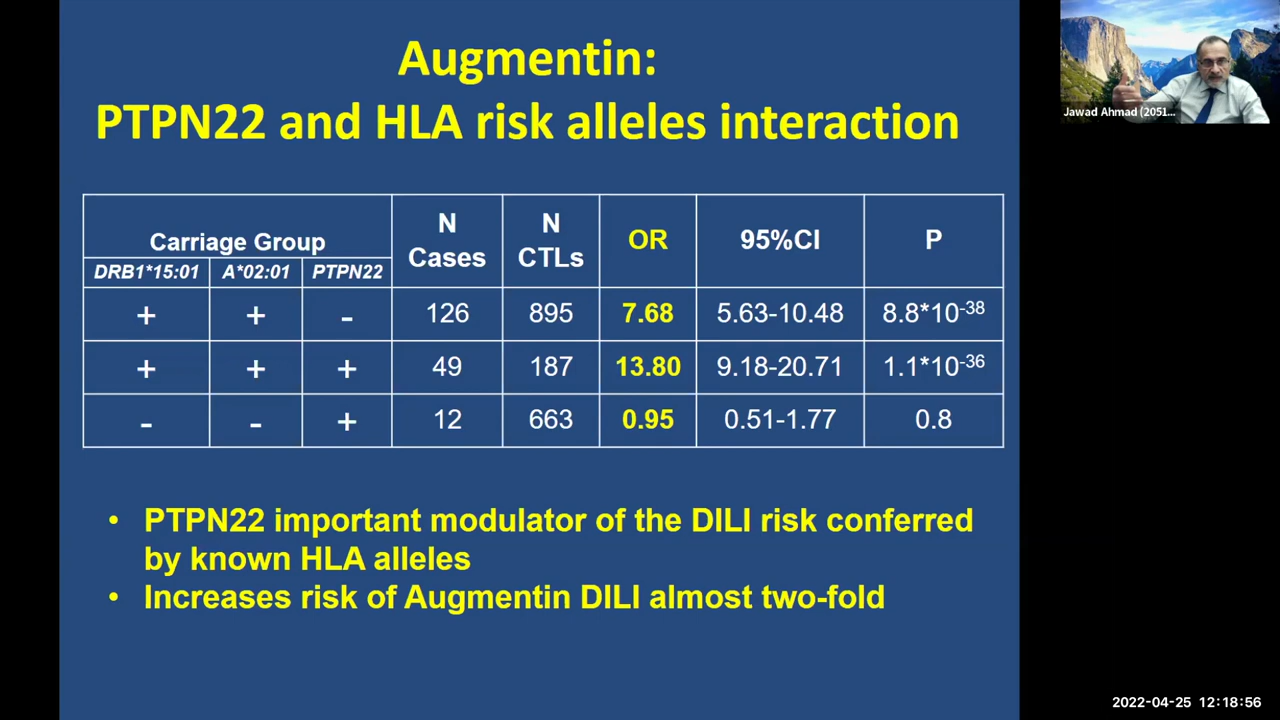 Augmentin:
PTPN22 and HLA risk alleles interaction
Jawad Ahmad (2051...
Carriage Group N Cases N CTLs OR 95%CI P
DRB1*15:01 A*02:01 PTPN22
+ + - 126 895 7.68 5.63-10.48 8.8*10-38
+ + + 49 187 13.80 9.18-20.71 1.1*10-36
- - + 12 663 0.95 0.51-1.77 0.8
• PTPN22 important modulator of the DILI risk conferred
by known HLA alleles
• Increases risk of Augmentin DILI almost two-fold
2022-04-25 12:18:56